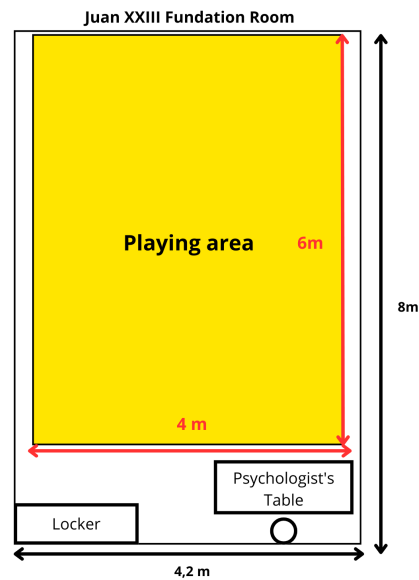 Juan XXIII Fundation Room
Playing area
6m
8m
4 m
Psychologist's
Table
Locker
4,2 m